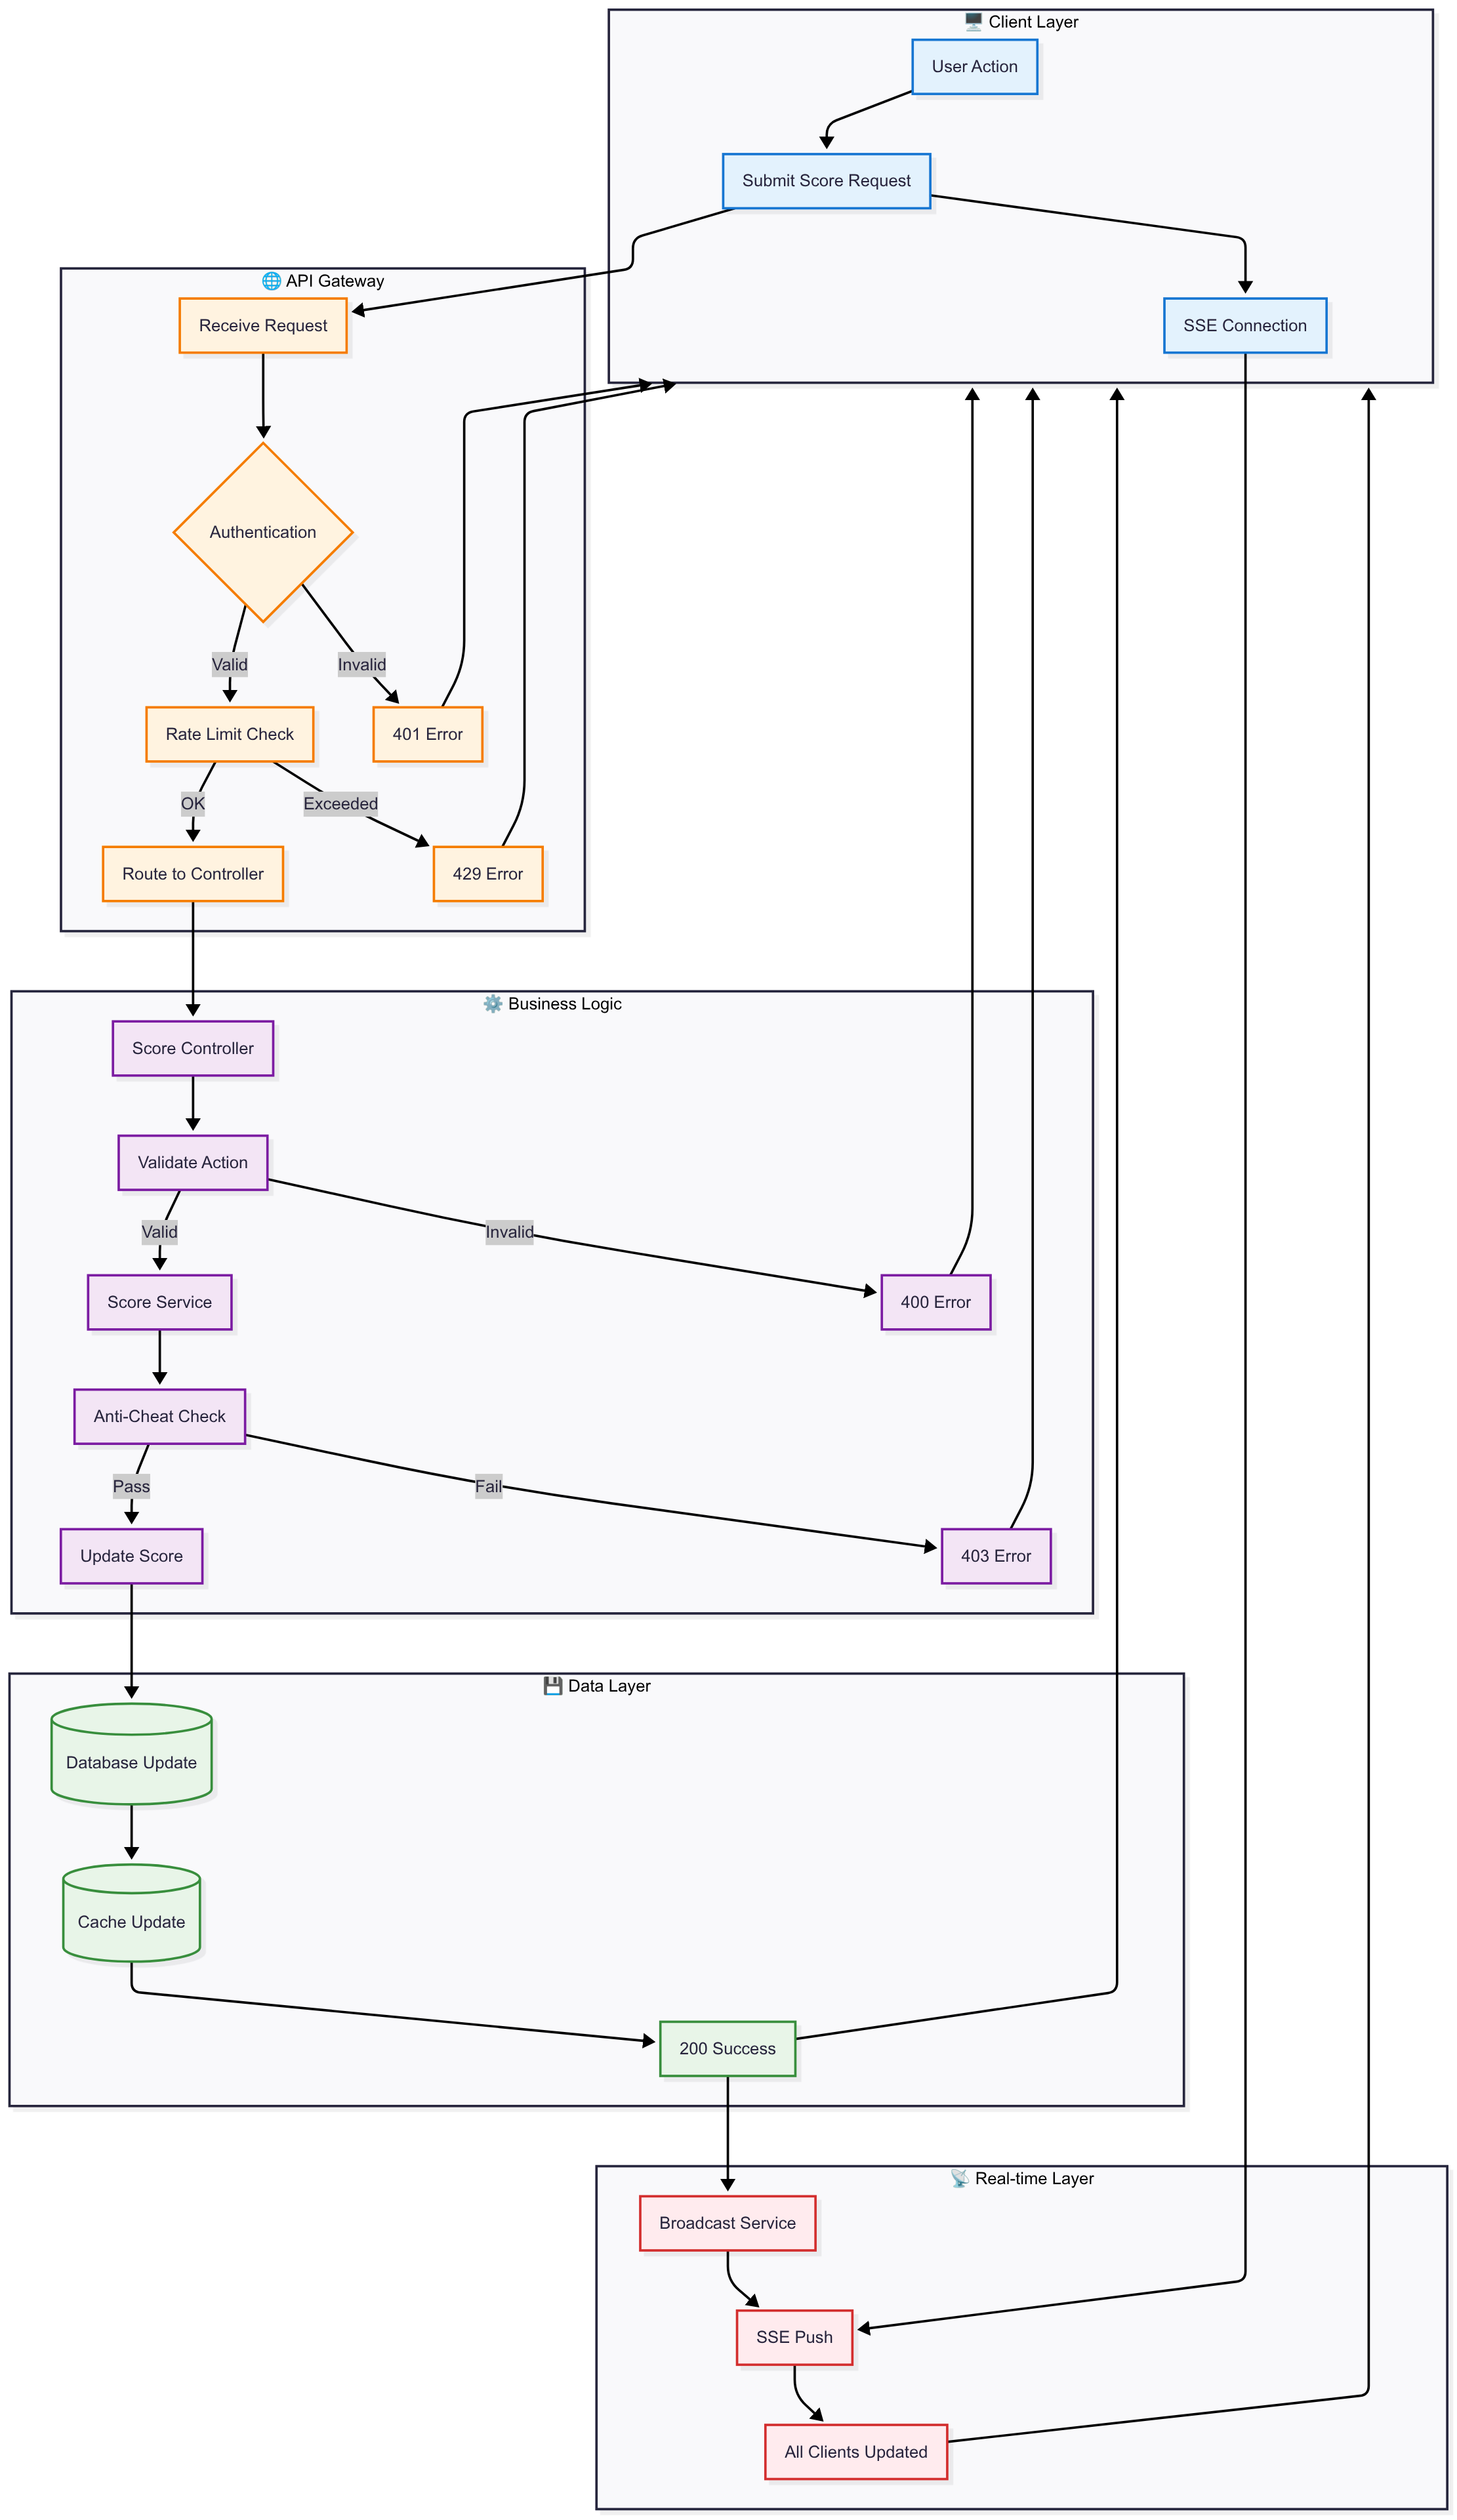 🖥️ Client Layer
User Action
Submit Score Request
SSE Connection
🌐 API Gateway
Receive Request
Authentication
Valid
Invalid
Rate Limit Check
401 Error
OK
Exceeded
Route to Controller
429 Error
⚙️ Business Logic
Score Controller
Validate Action
Valid
Invalid
Score Service
400 Error
Anti-Cheat Check
Pass
Fail
Update Score
403 Error
💾 Data Layer
Database Update
Cache Update
200 Success
📡 Real-time Layer
Broadcast Service
SSE Push
All Clients Updated